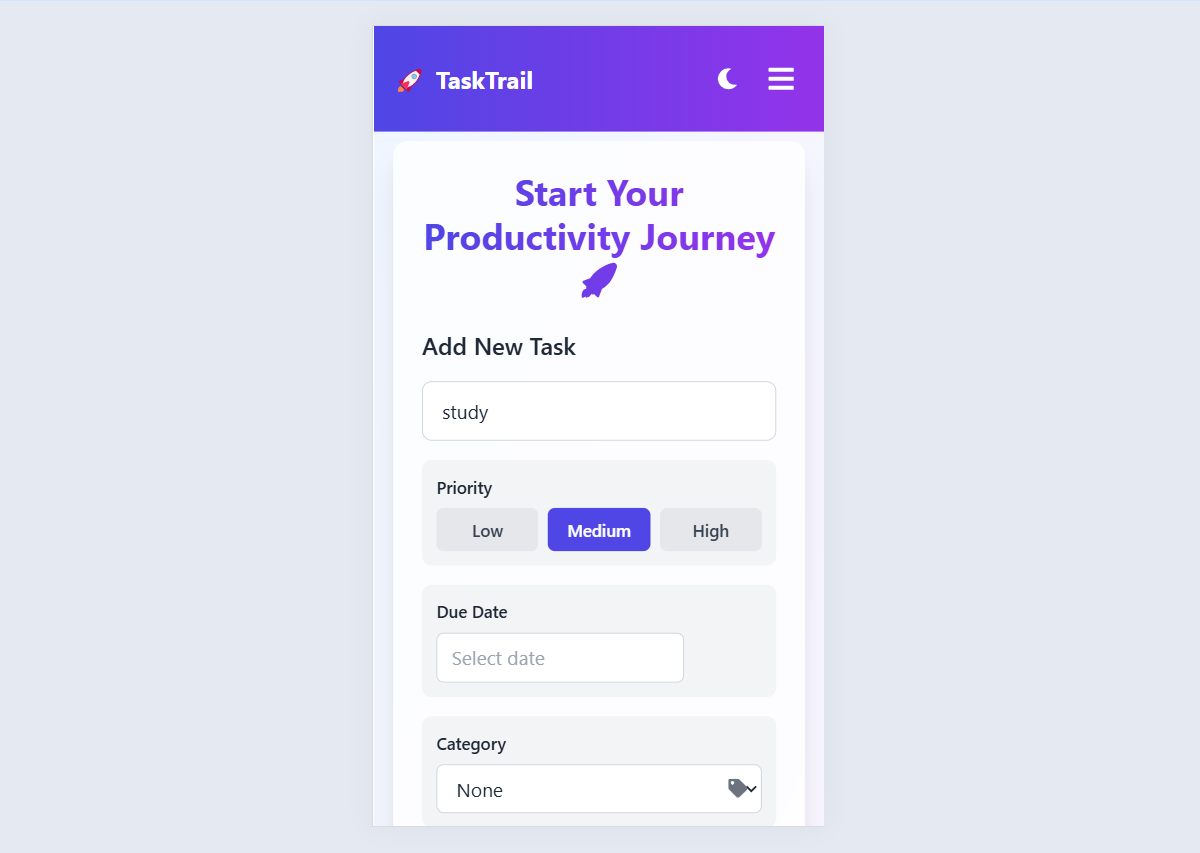 TaskTrail
Start Your
Productivity Journey
Add New Task
study
Priority
Low Medium High
Due Date
Select date
Category
None